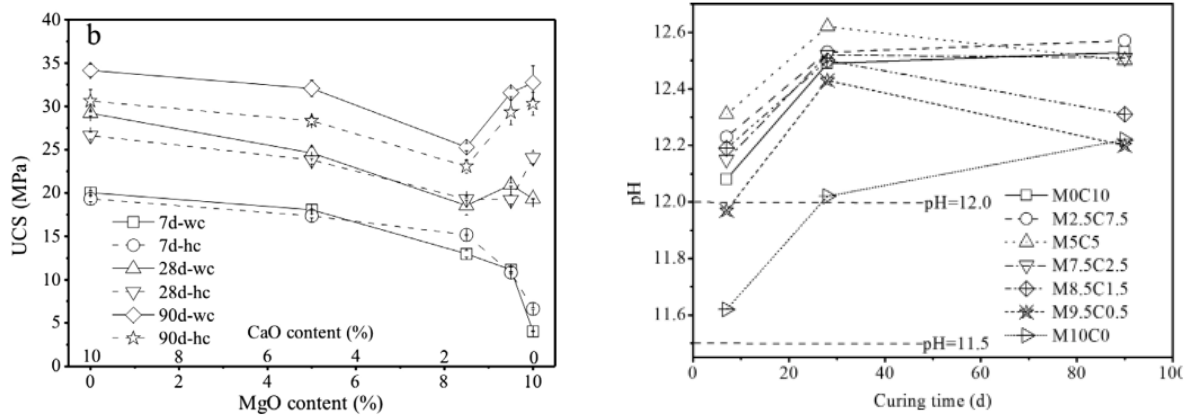 b
40
35
30
25
20
15
10
5
0
UCS (MPa)
7d-wc
7d-hc
28d-wc
28d-hc
90d-wc
90d-hc
CaO content (%)
10 8 6 4 2 0
0 2 4 6 8 10
MgO content (%)
12.6
12.4
12.2
12.0
11.8
11.6
pH
pH=12.0
pH=11.5
M0C10
M2.5C7.5
M5C5
M7.5C2.5
M8.5C1.5
M9.5C0.5
M10C0
0 20 40 60 80 100
Curing time (d)